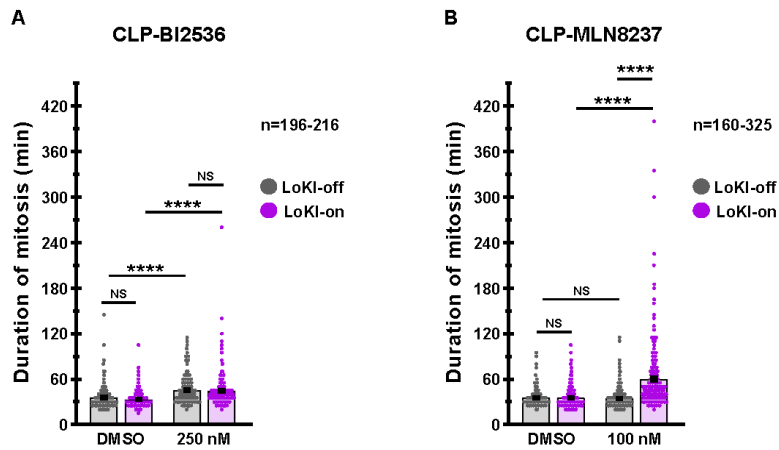 A
CLP-BI2536
Duration of mitosis (min)
420
360
300
240
180
120
60
0
n=196-216
LoKI-off
LoKI-on
NS
****
****
NS
DMSO
250 nM
B
CLP-MLN8237
Duration of mitosis (min)
420
360
300
240
180
120
60
0
****
****
n=160-325
LoKI-off
LoKI-on
NS
NS
DMSO
100 nM